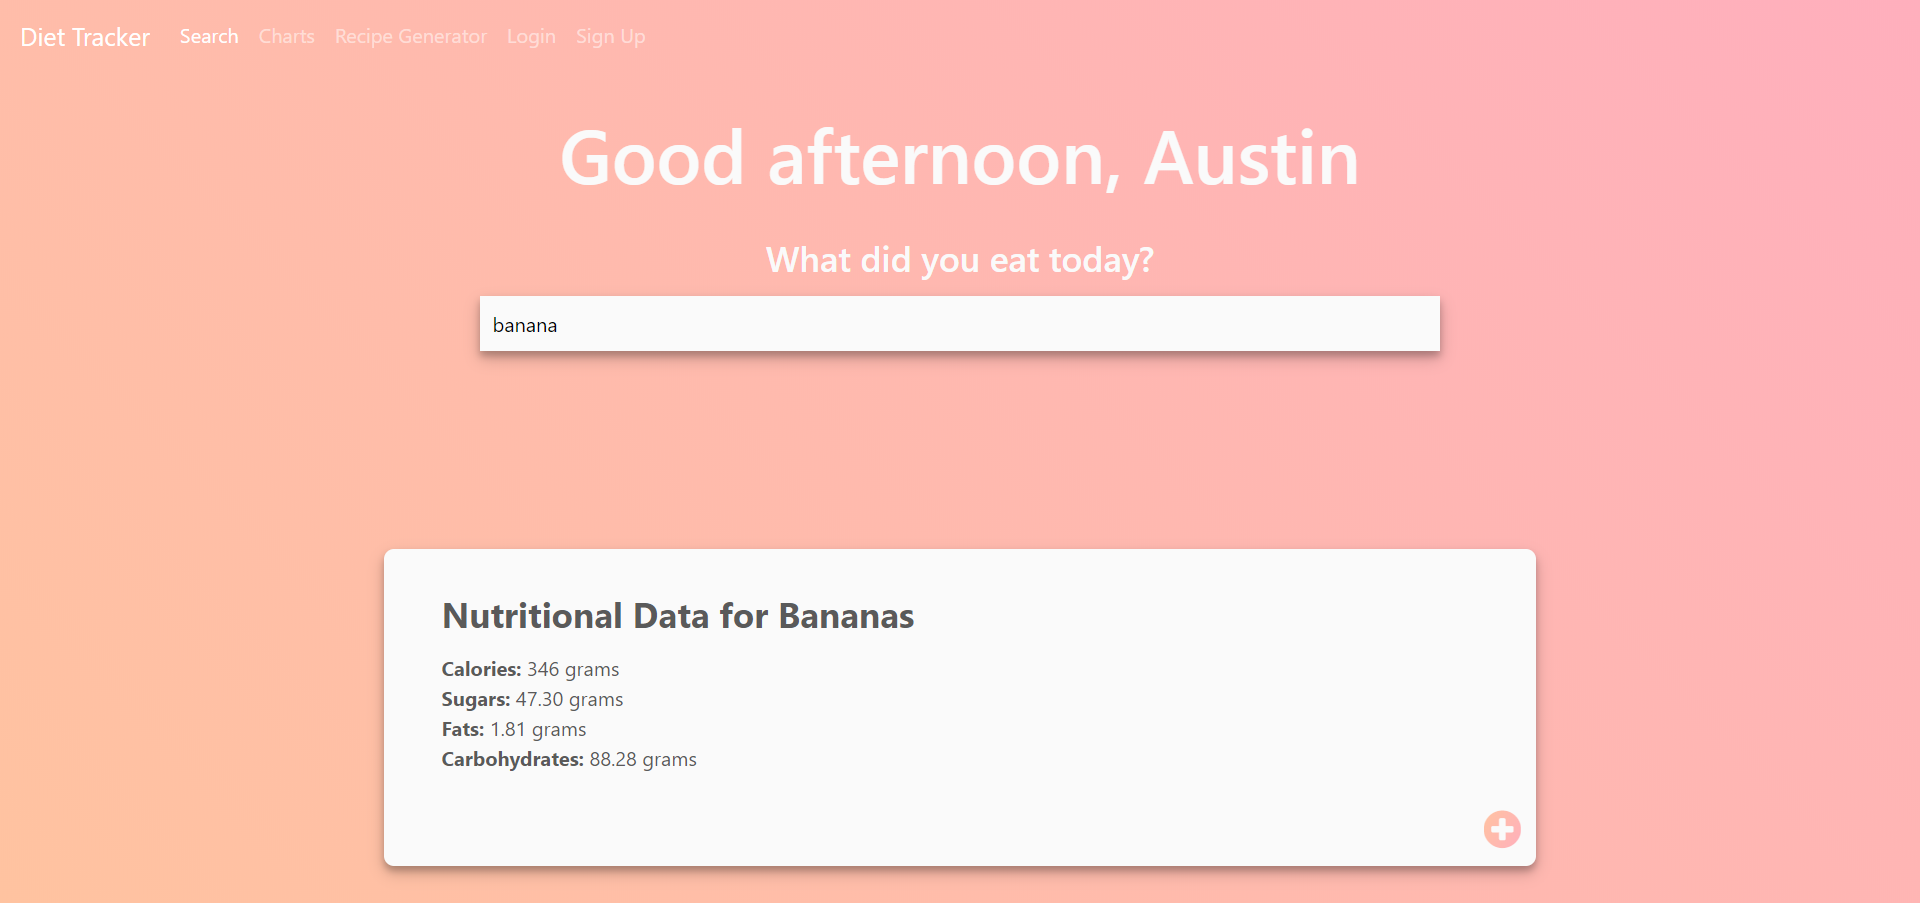 Diet Tracker Search Charts Recipe Generator Login Sign Up
Good afternoon, Austin
What did you eat today?
banana
Nutritional Data for Bananas
Calories: 346 grams
Sugars: 47.30 grams
Fats: 1.81 grams
Carbohydrates: 88.28 grams